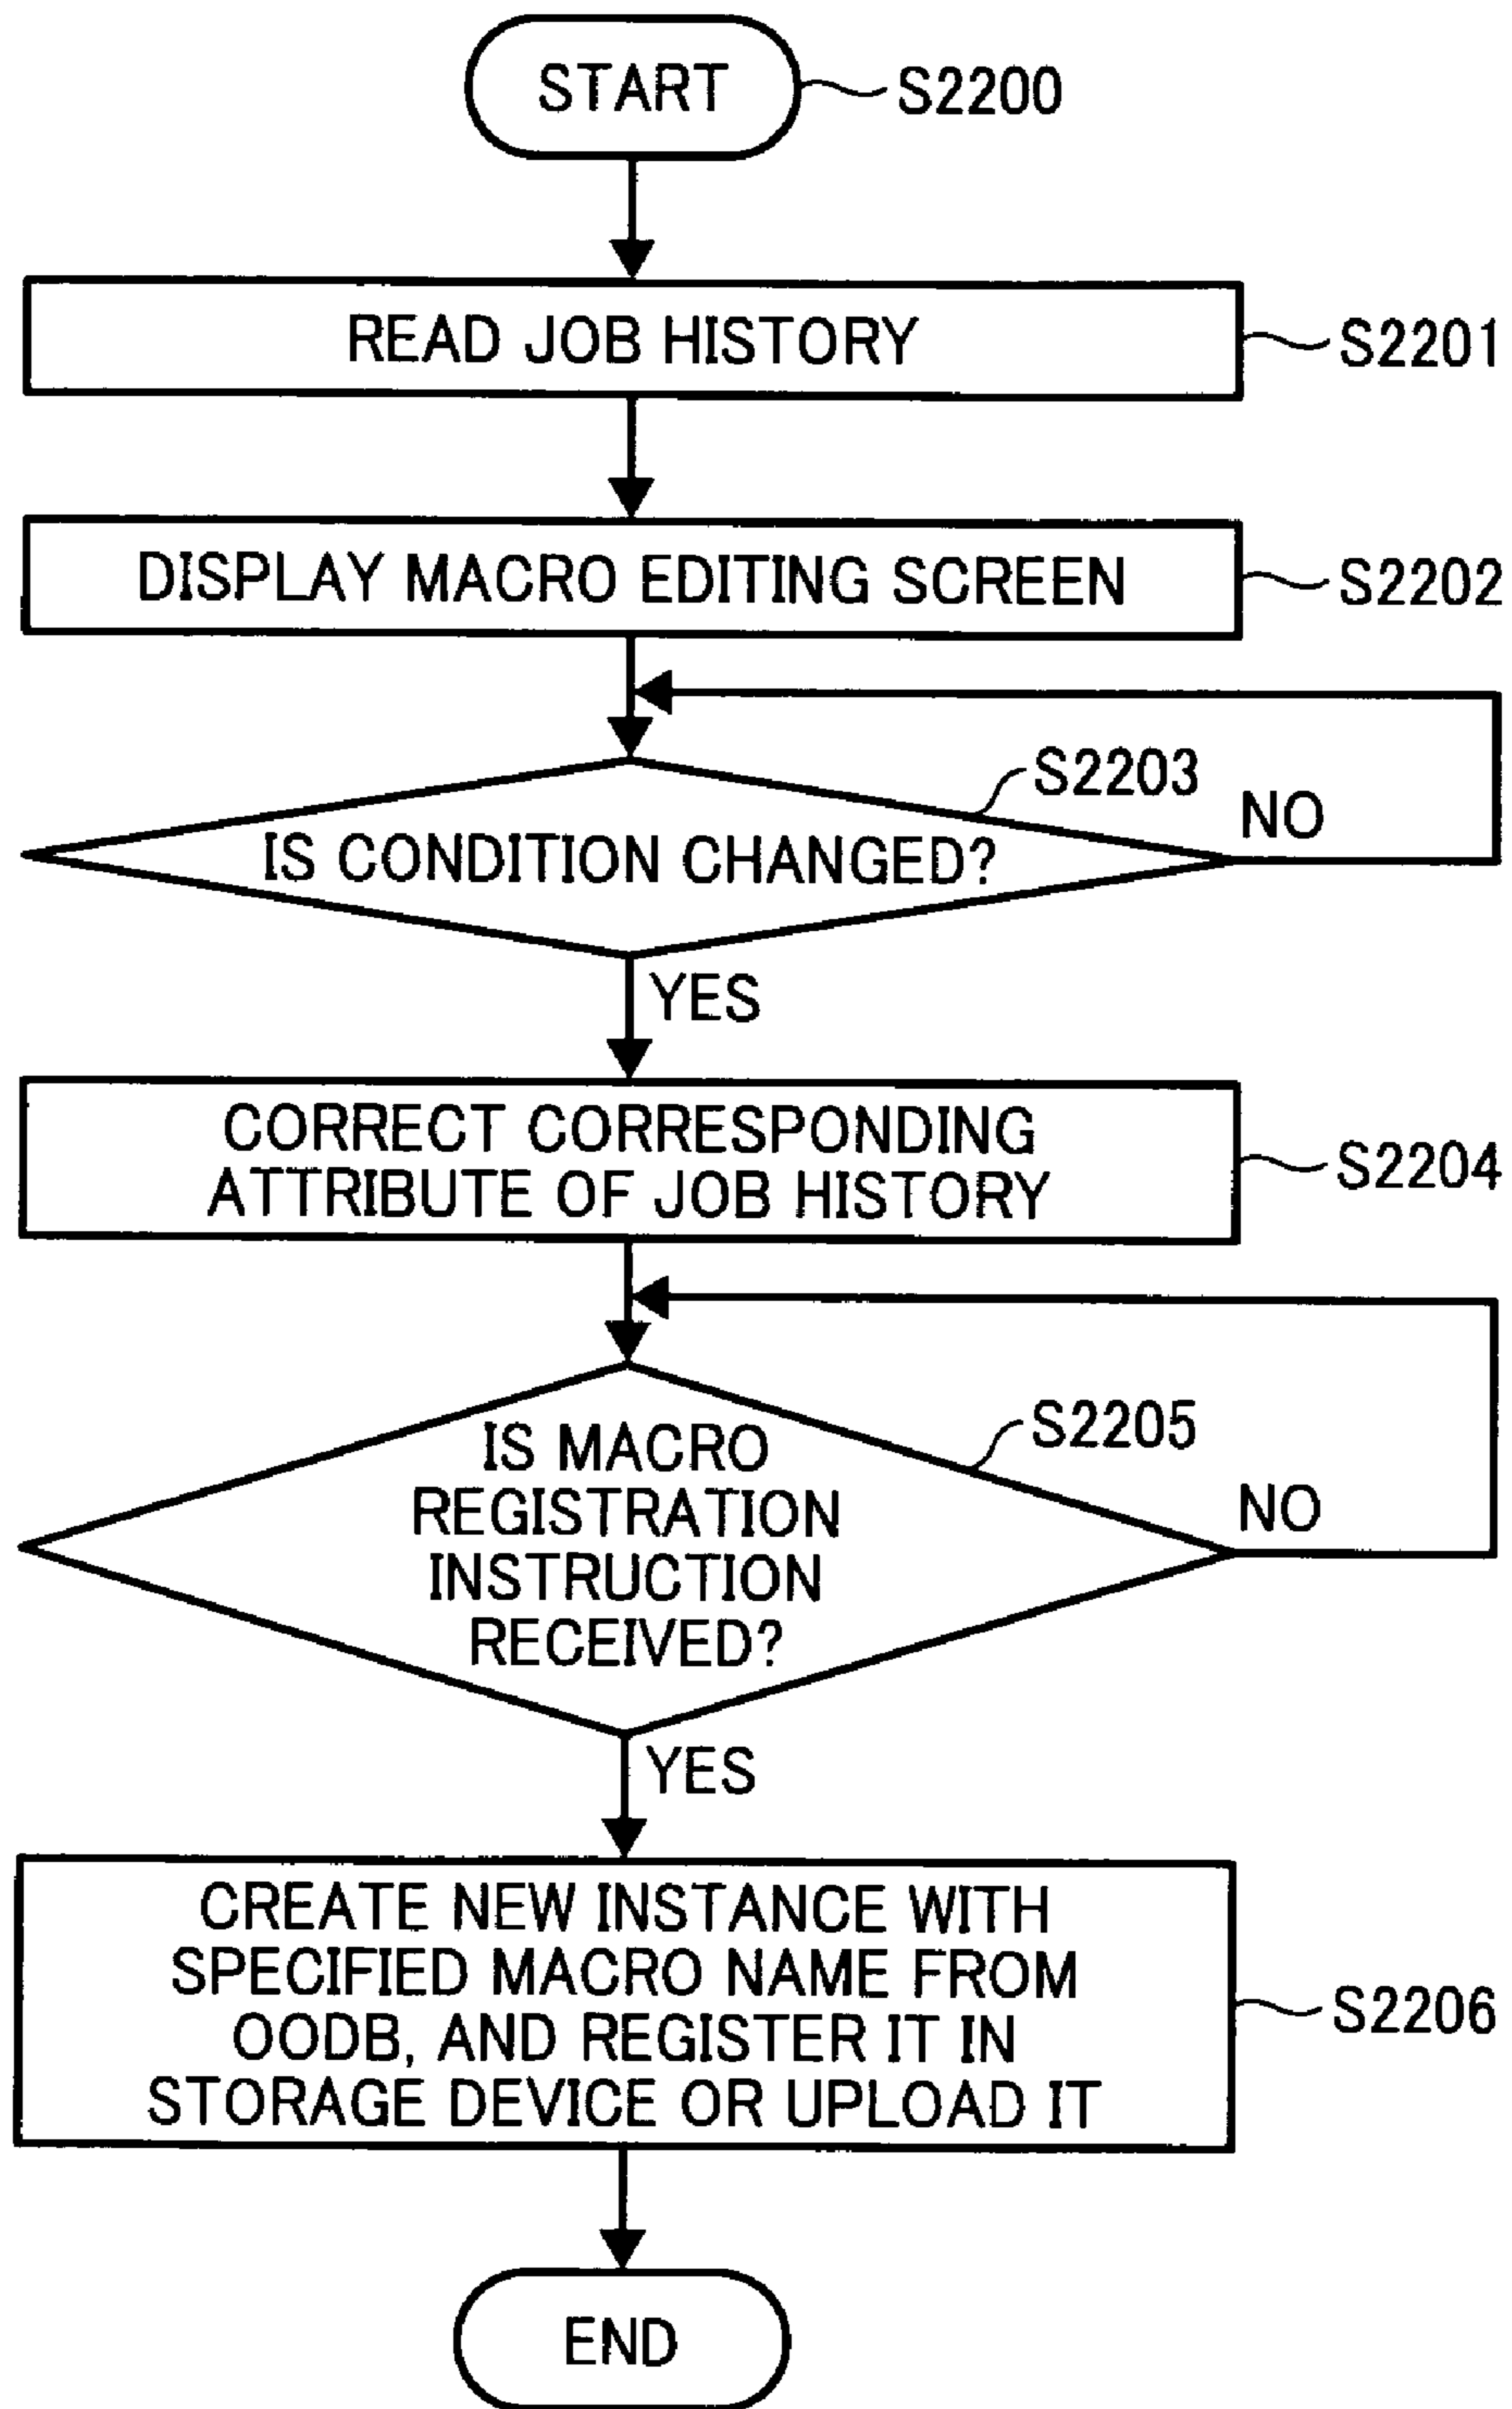 START
S2200
READ JOB HISTORY
S2201
DISPLAY MACRO EDITING SCREEN
S2202
S2203
NO
IS CONDITION CHANGED?
YES
CORRECT CORRESPONDING
ATTRIBUTE OF JOB HISTORY
S2204
S2205
IS MACRO
REGISTRATION
INSTRUCTION
RECEIVED?
NO
YES
CREATE NEW INSTANCE WITH
SPECIFIED MACRO NAME FROM
OODB, AND REGISTER IT IN
STORAGE DEVICE OR UPLOAD IT
S2206
END